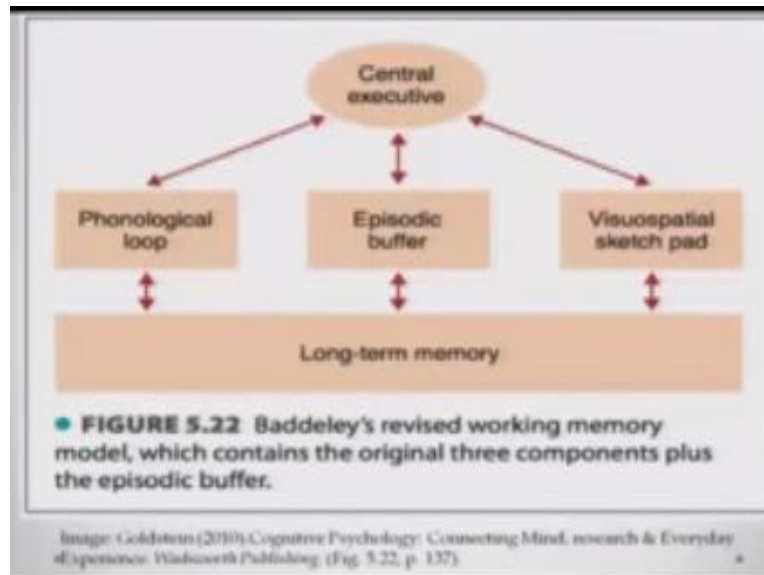 Central
executive
Phonological
loop
Episodic
buffer
Visuospatial
sketch pad
Long-term memory
• FIGURE 5.22 Baddeley's revised working memory
model, which contains the original three components plus
the episodic buffer.
Image: Goldstein (2010) Cognitive Psychology: Connecting Mind, research & Everyday
Experience. Wadsworth Publishing. (Fig. 5.22, p. 137)